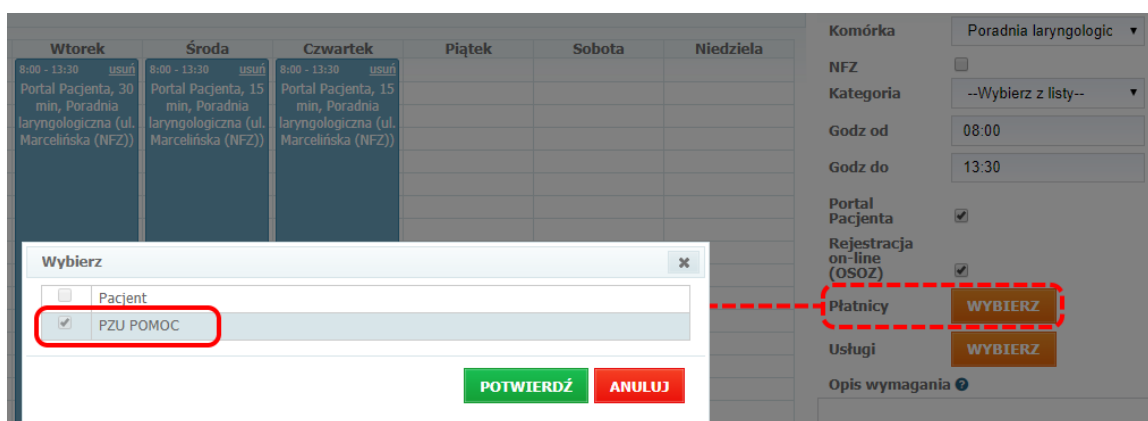 Wtorek Środa Czwartek Piątek Sobota Niedziela
8:00 - 13:30 usuń
Portal Pacjenta, 30
min, Poradnia
laryngologiczna (ul.
Marcelińska (NFZ))
8:00 - 13:30 usuń
Portal Pacjenta, 15
min, Poradnia
laryngologiczna (ul.
Marcelińska (NFZ))
8:00 - 13:30 usuń
Portal Pacjenta, 15
min, Poradnia
laryngologiczna (ul.
Marcelińska (NFZ))
Komórka Poradnia laryngologic
NFZ
Kategoria --Wybierz z listy--
Godz od 08:00
Godz do 13:30
Portal
Pacjenta
Rejestracja
on-line
(OSOZ)
Płatnicy WYBIERZ
Usługi WYBIERZ
Opis wymagania ?
Wybierz
Pacjent
PZU POMOC
POTWIERDŹ ANULUJ